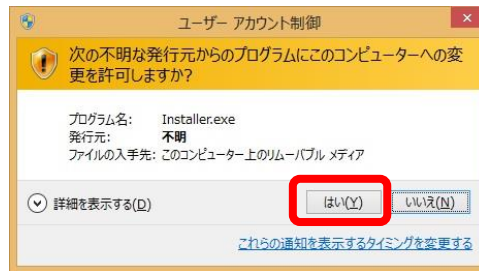 ユーザー アカウント制御
次の不明な発行元からのプログラムにこのコンピューターへの変
更を許可しますか?
プログラム名: Installer.exe
発行元: 不明
ファイルの入手先: このコンピューター上のリムーバブル メディア
詳細を表示する(D) はい(Y) いいえ(N)
これらの通知を表示するタイミングを変更する